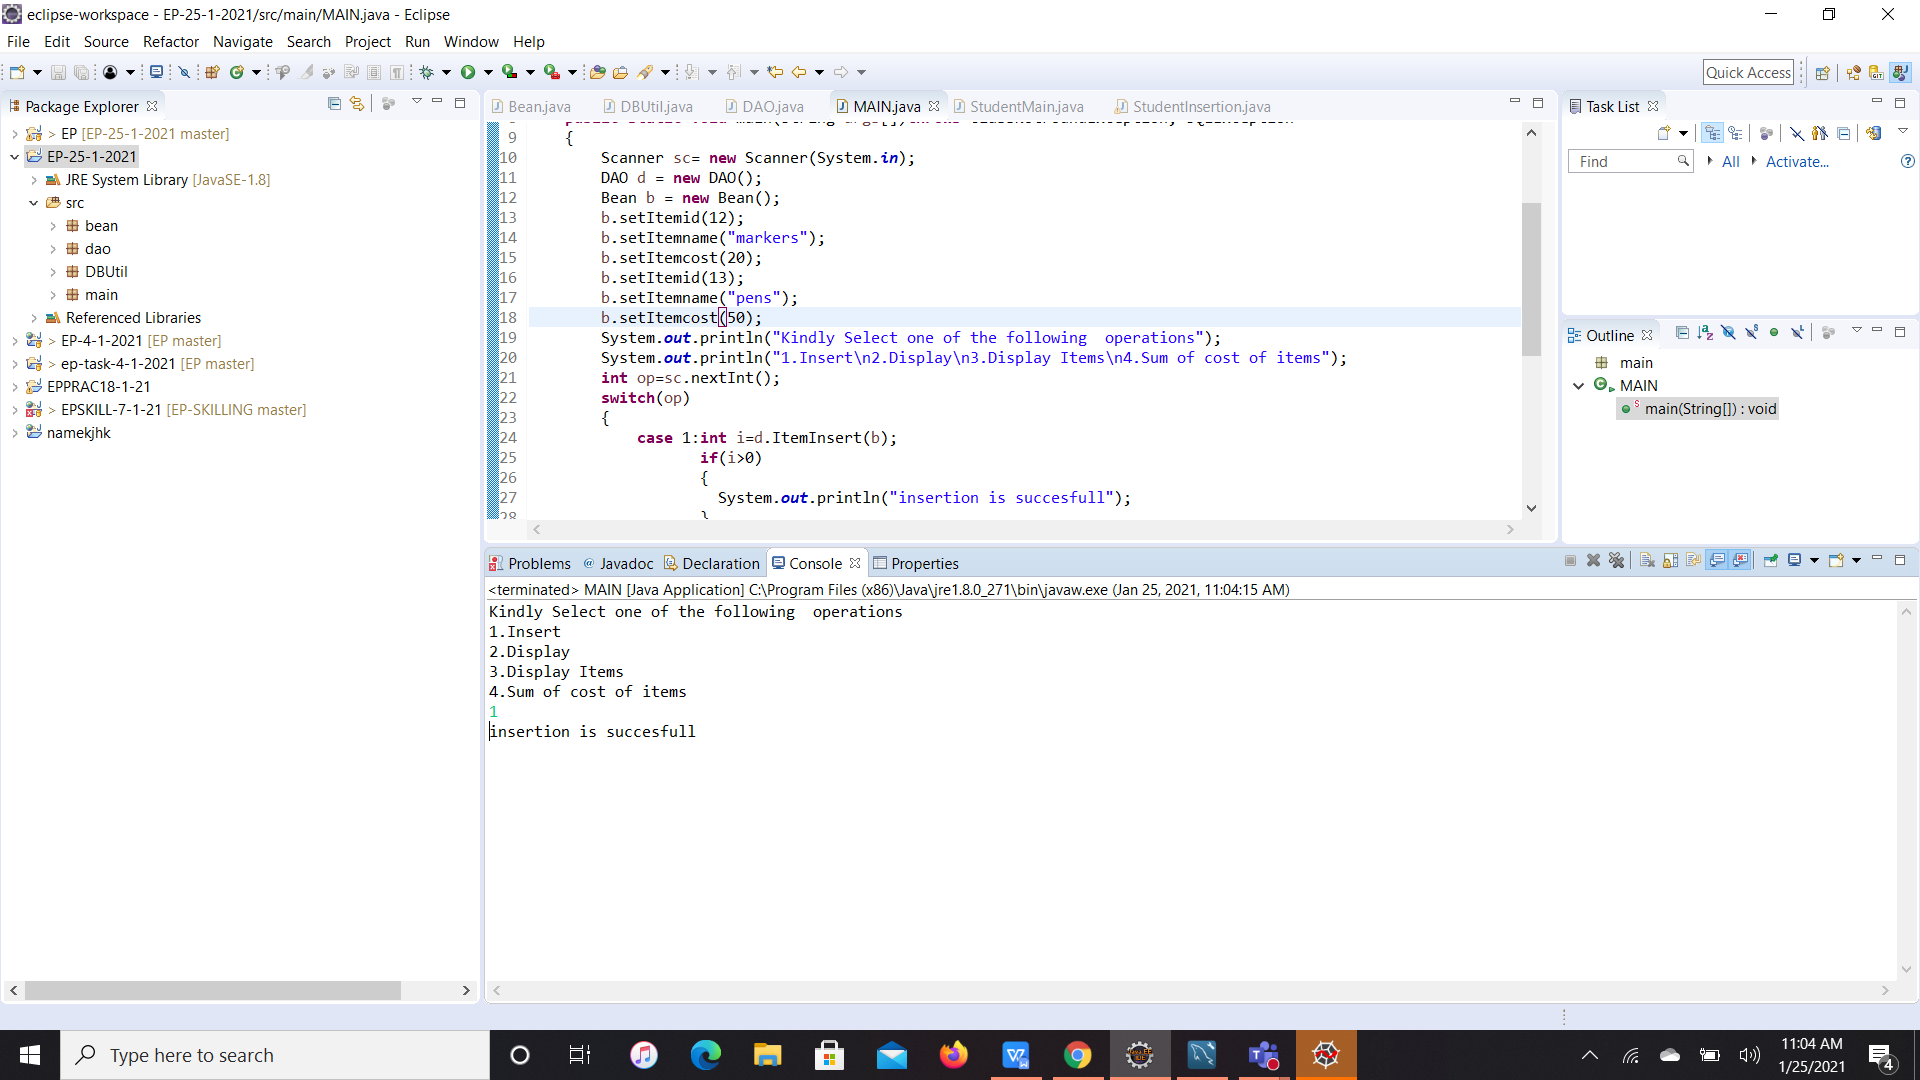 eclipse-workspace - EP-25-1-2021/src/main/MAIN.java - Eclipse
File Edit Source Refactor Navigate Search Project Run Window Help
Quick Access
Package Explorer
> EP [EP-25-1-2021 master]
EP-25-1-2021
JRE System Library [JavaSE-1.8]
src
bean
dao
DBUtil
main
Referenced Libraries
> EP-4-1-2021 [EP master]
> ep-task-4-1-2021 [EP master]
EPPRAC18-1-21
> EPSKILL-7-1-21 [EP-SKILLING master]
namekjhk
Bean.java DBUtil.java DAO.java MAIN.java StudentMain.java StudentInsertion.java
9 {
10 Scanner sc= new Scanner(System.in);
11 DAO d = new DAO();
12 Bean b = new Bean();
13 b.setItemid(12);
14 b.setItemname("markers");
15 b.setItemcost(20);
16 b.setItemid(13);
17 b.setItemname("pens");
18 b.setItemcost(50);
19 System.out.println("Kindly Select one of the following  operations");
20 System.out.println("1.Insert\n2.Display\n3.Display Items\n4.Sum of cost of items");
21 int op=sc.nextInt();
22 switch(op)
23 {
24 case 1:int i=d.ItemInsert(b);
25 if(i>0)
26 {
27 System.out.println("insertion is succesfull");
28 }
Task List
Find All Activate...
Outline
main
MAIN
main(String[]) : void
Problems @ Javadoc Declaration Console Properties
<terminated> MAIN [Java Application] C:\Program Files (x86)\Java\jre1.8.0_271\bin\javaw.exe (Jan 25, 2021, 11:04:15 AM)
Kindly Select one of the following  operations
1.Insert
2.Display
3.Display Items
4.Sum of cost of items
1
insertion is succesfull
Type here to search
11:04 AM
1/25/2021
4